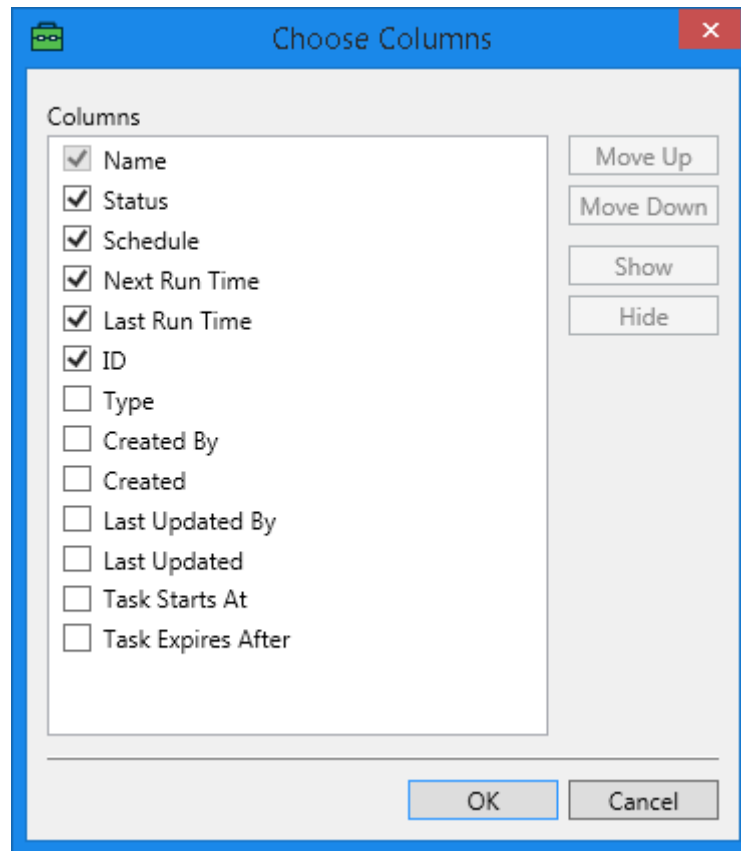 Choose Columns
Columns
Name
Status
Schedule
Next Run Time
Last Run Time
ID
Type
Created By
Created
Last Updated By
Last Updated
Task Starts At
Task Expires After
Move Up
Move Down
Show
Hide
OK
Cancel